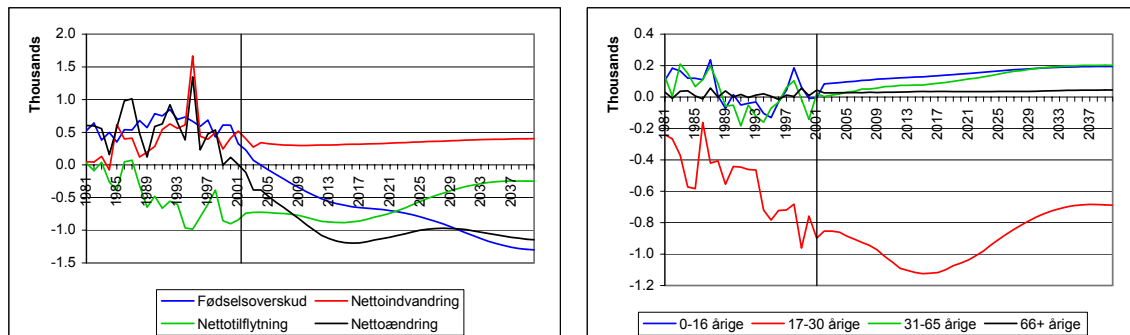 Thousands
2.0
1.5
1.0
0.5
0.0
-0.5
-1.0
-1.5
1981 1985 1989 1993 1997 2001 2005 2009 2013 2017 2021 2025 2029 2033 2037
Fødselsoverskud Nettoindvandring
Nettotilflytning Nettoændring
Thousands
0.4
0.2
0.0
-0.2
-0.4
-0.6
-0.8
-1.0
-1.2
1981 1985 1989 1993 1997 2001 2005 2009 2013 2017 2021 2025 2029 2033 2037
0-16 årige 17-30 årige 31-65 årige 66+ årige